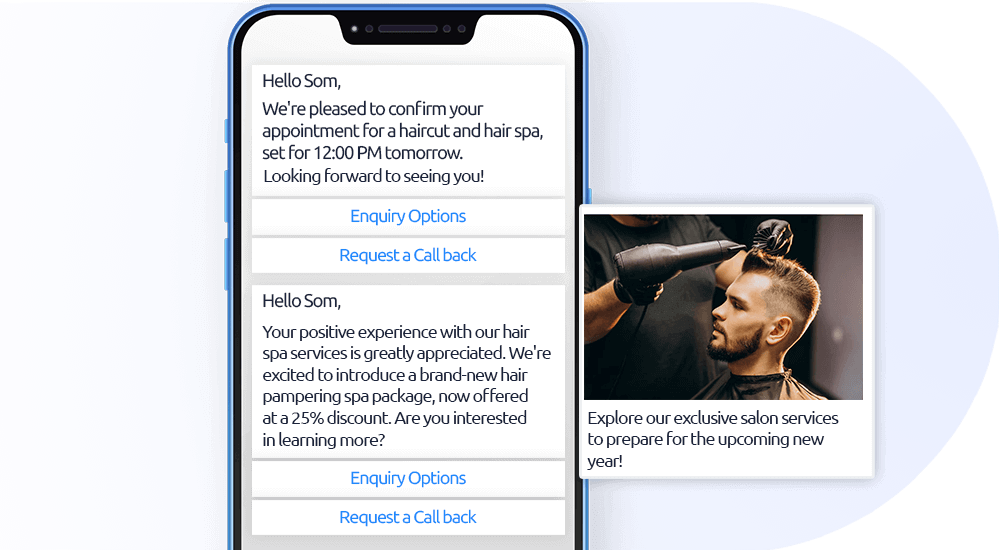 Hello Som,
We're pleased to confirm your
appointment for a haircut and hair spa,
set for 12:00 PM tomorrow.
Looking forward to seeing you!
Enquiry Options
Request a Call back
Hello Som,
Your positive experience with our hair
spa services is greatly appreciated. We're
excited to introduce a brand-new hair
pampering spa package, now offered
at a 25% discount. Are you interested
in learning more?
Enquiry Options
Request a Call back
Explore our exclusive salon services
to prepare for the upcoming new
year!